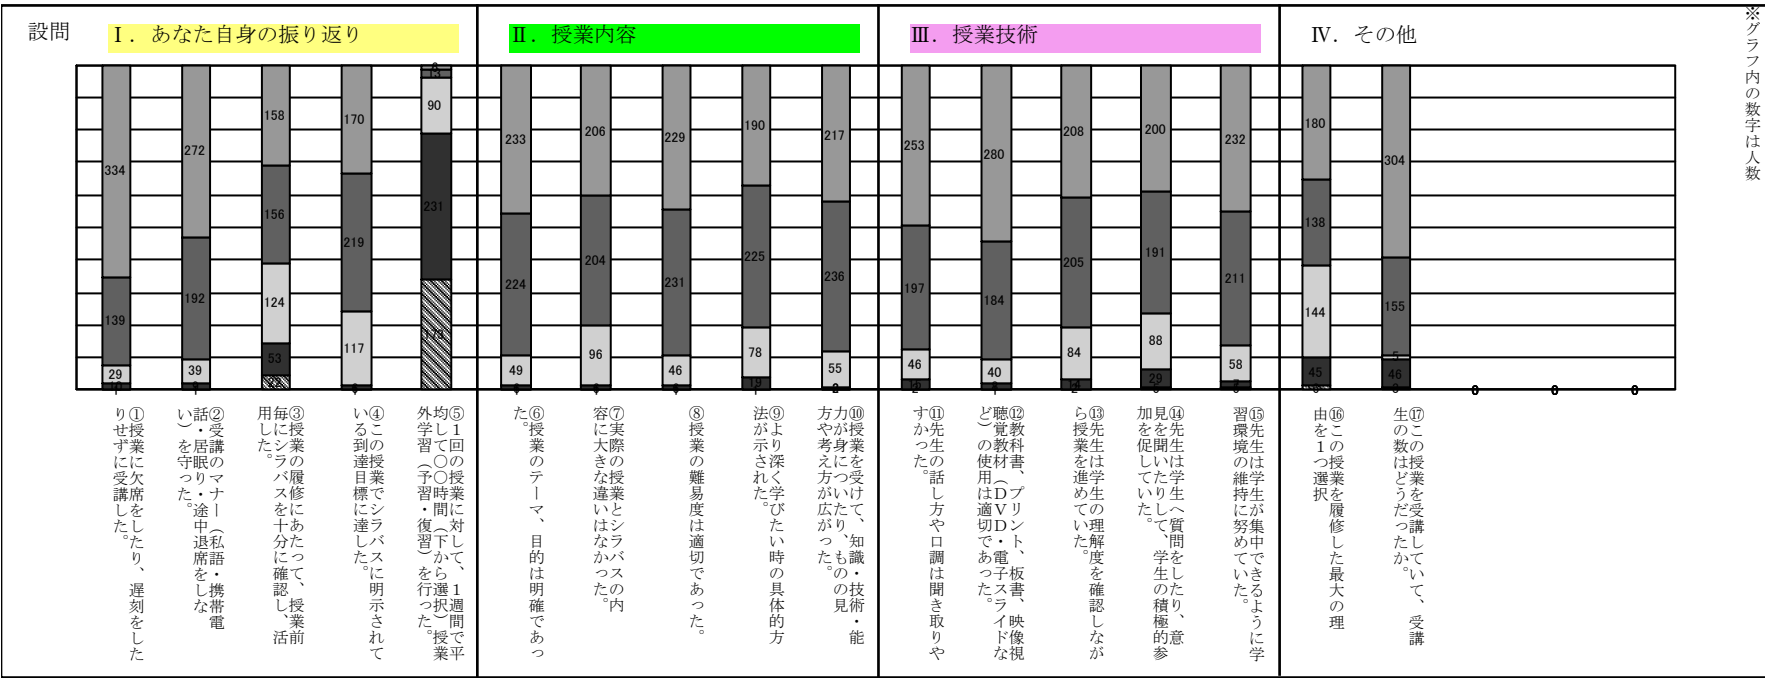 設問
Ⅰ. あなた自身の振り返り
Ⅱ. 授業内容
Ⅲ. 授業技術
Ⅳ. その他
※グラフ内の数字は人数
334
139
29
10
272
192
39
158
156
124
53
22
170
219
117
13
90
231
173
233
224
49
206
204
96
229
231
46
190
225
78
19
217
236
55
2
253
197
46
15
2
280
184
40
8
208
205
84
2
200
191
88
29
232
211
58
180
138
144
45
304
155
5
46
0
0
0
①授業に欠席をしたり、遅刻をした
りせずに受講した。
②受講のマナー（私語・携帯電
話・居眠り・途中退席をしな
い）を守った。
③授業の履修にあたって、授業前
毎にシラバスを十分に確認し、活
用した。
④この授業でシラバスに明示されて
いる到達目標に達した。
⑤１回の授業に対して、１週間で平
均して〇〇時間（下から選択）授業
外学習（予習・復習）を行った。
⑥授業のテーマ、目的は明確であっ
た。
⑦実際の授業とシラバスの内
容に大きな違いはなかった。
⑧授業の難易度は適切であった。
⑨より深く学びたい時の具体的方
法が示された。
⑩授業を受けて、知識・技術・能
力が身についたり、ものの見
方や考え方が広がった。
⑪先生の話し方や口調は聞き取りや
すかった。
⑫教科書、プリント、板書、映像視
聴覚教材（ＤＶＤ・電子スライドな
ど）の使用は適切であった。
⑬先生は学生の理解度を確認しなが
ら授業を進めていた。
⑭先生は学生へ質問をしたり、意
見を聞いたりして、学生の積極的参
加を促していた。
⑮先生は学生が集中できるように学
習環境の維持に努めていた。
⑯この授業を履修した最大の理
由を１つ選択
⑰この授業を受講していて、受講
生の数はどうだったか。